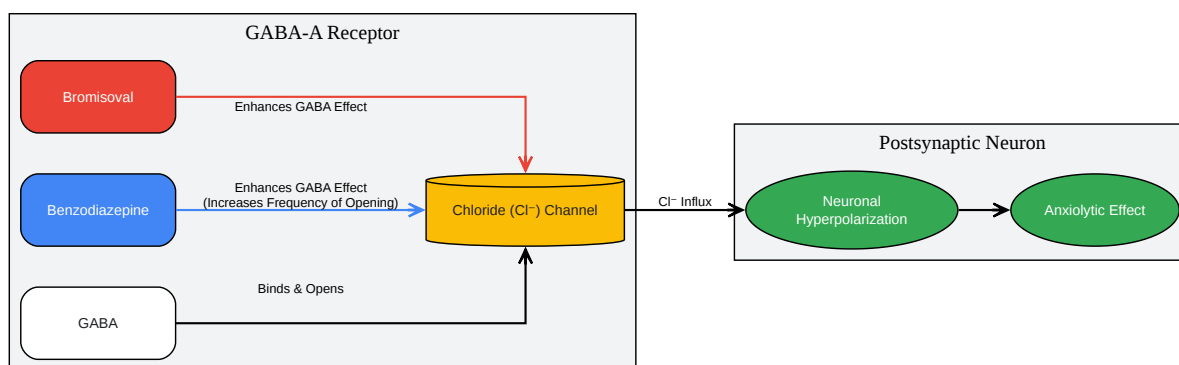 GABA-A Receptor
Bromisoval
Enhances GABA Effect
Benzodiazepine
Enhances GABA Effect
(Increases Frequency of Opening)
Chloride (Cl⁻) Channel
GABA
Binds & Opens
Cl⁻ Influx
Postsynaptic Neuron
Neuronal
Hyperpolarization
Anxiolytic Effect